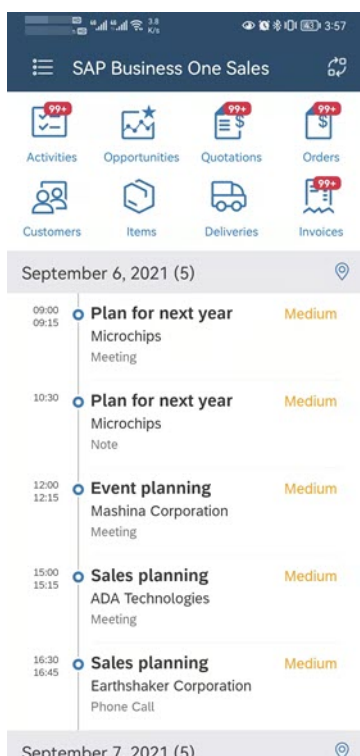 3.8
K/s
43
3:57
SAP Business One Sales
99+
99+
99+
Activities
Opportunities
Quotations
Orders
99+
Customers
Items
Deliveries
Invoices
September 6, 2021 (5)
09:00
09:15
Plan for next year
Medium
Microchips
Meeting
10:30
Plan for next year
Medium
Microchips
Note
12:00
12:15
Event planning
Medium
Mashina Corporation
Meeting
15:00
15:15
Sales planning
Medium
ADA Technologies
Meeting
16:30
16:45
Sales planning
Medium
Earthshaker Corporation
Phone Call
September 7, 2021 (5)